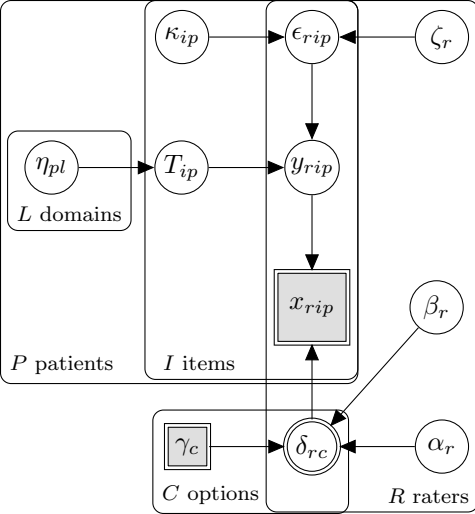 κ_ip ϵ_rip ζ_r
η_pl T_ip y_rip
L domains
x_rip β_r
P patients I items
γ_c δ_rc α_r
C options R raters